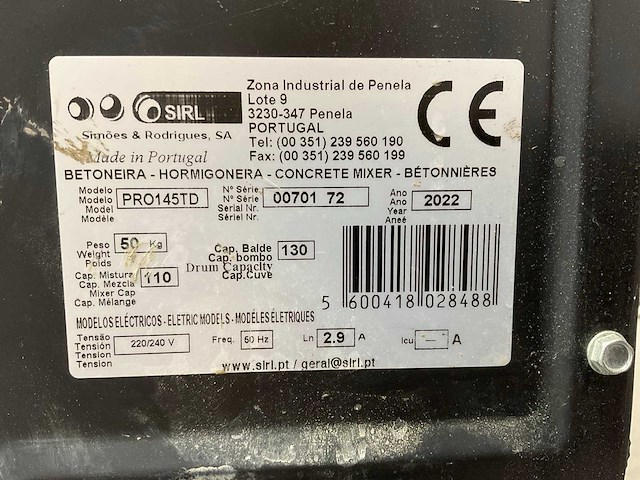 SIRL
Simões & Rodrigues, SA
Made in Portugal
Zona Industrial de Penela
Lote 9
3230-347 Penela
PORTUGAL
Tel: (00 351) 239 560 190
Fax: (00 351) 239 560 199
CE
BETONEIRA - HORMIGONERA - CONCRETE MIXER - BÉTONNIÈRES
Modelo
Modelo
Model
Modèle
PRO145TD
Nº Série.
Nº Série
Serial Nr.
Sériel Nr.
00701 72
Ano
Ano
Year
Aneé
2022
Peso
Weight
Poids
50 Kg
Cap. Balde
Cap. bombo
Drum Capacity
Cap.Cuve
130
Cap. Mistura
Cap. Mezcla
Mixer Cap
Cap. Mélange
110
5 600418 028488
MODELOS ELÉCTRICOS - ELETRIC MODELS - MODÈLES ÉLETRIQUES
Tensão
Tensión
Tension
Tension
220/240 V
Freq. 50 Hz
Ln 2.9 A
Icu -- A
www.sirl.pt / geral@sirl.pt